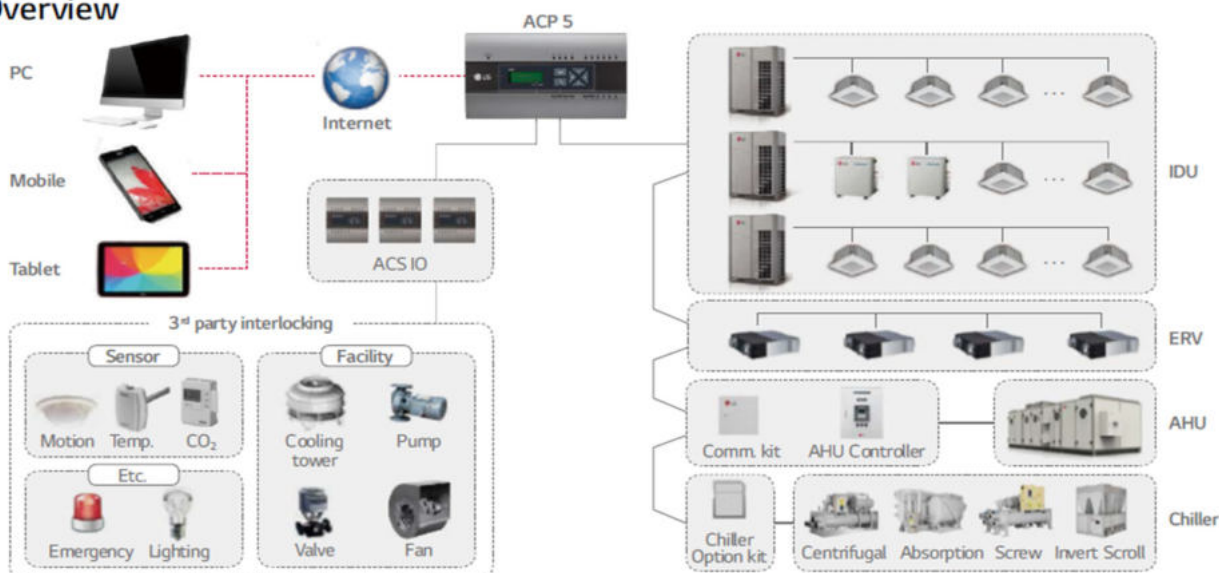 Overview
ACP 5
PC
Internet
Mobile
Tablet
ACS IO
IDU
3rd party interlocking
Sensor
Motion Temp. CO₂
Etc.
Emergency Lighting
Facility
Cooling tower
Pump
Valve
Fan
ERV
Comm. kit
AHU Controller
AHU
Chiller
Option kit
Centrifugal Absorption Screw Invert Scroll
Chiller
LG